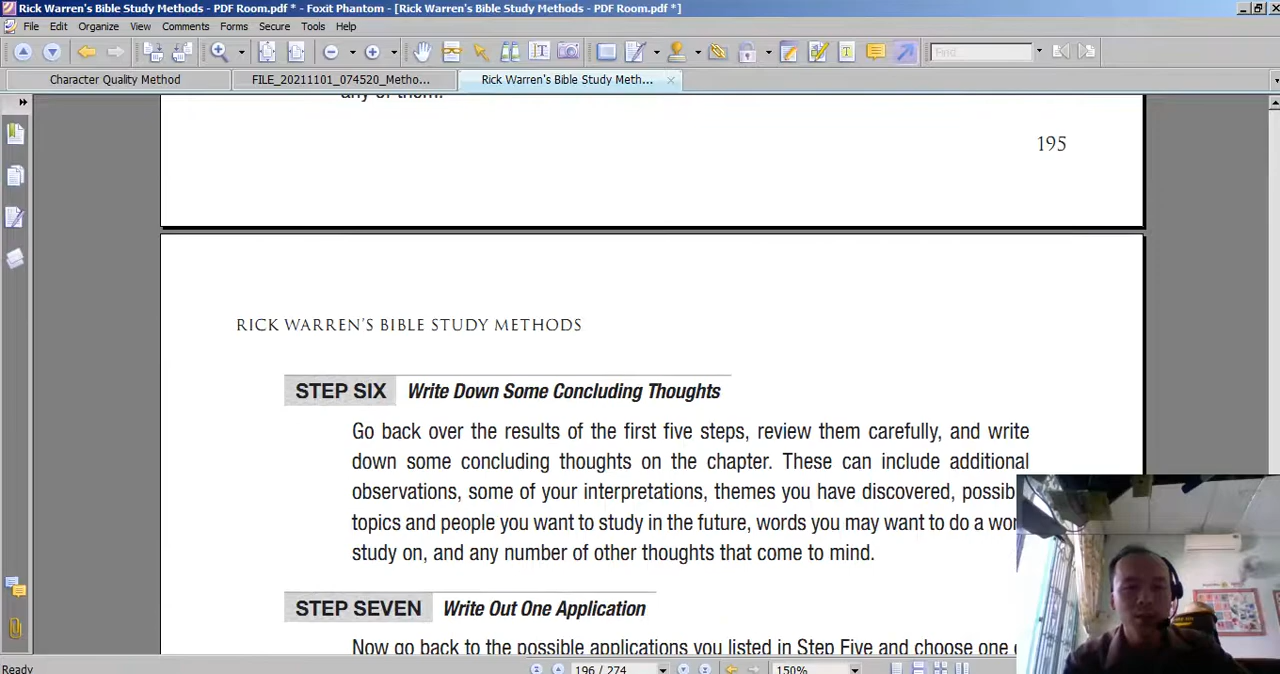 Rick Warren's Bible Study Methods - PDF Room.pdf * - Foxit Phantom - [Rick Warren's Bible Study Methods - PDF Room.pdf *]
File Edit Organize View Comments Forms Secure Tools Help
Find
Character Quality Method FILE_20211101_074520_Metho... Rick Warren's Bible Study Meth...
any of them.
195
RICK WARREN'S BIBLE STUDY METHODS
STEP SIX Write Down Some Concluding Thoughts
Go back over the results of the first five steps, review them carefully, and write
down some concluding thoughts on the chapter. These can include additional
observations, some of your interpretations, themes you have discovered, possib
topics and people you want to study in the future, words you may want to do a wor
study on, and any number of other thoughts that come to mind.
STEP SEVEN Write Out One Application
Now go back to the possible applications you listed in Step Five and choose one
Ready 196 / 274 150%